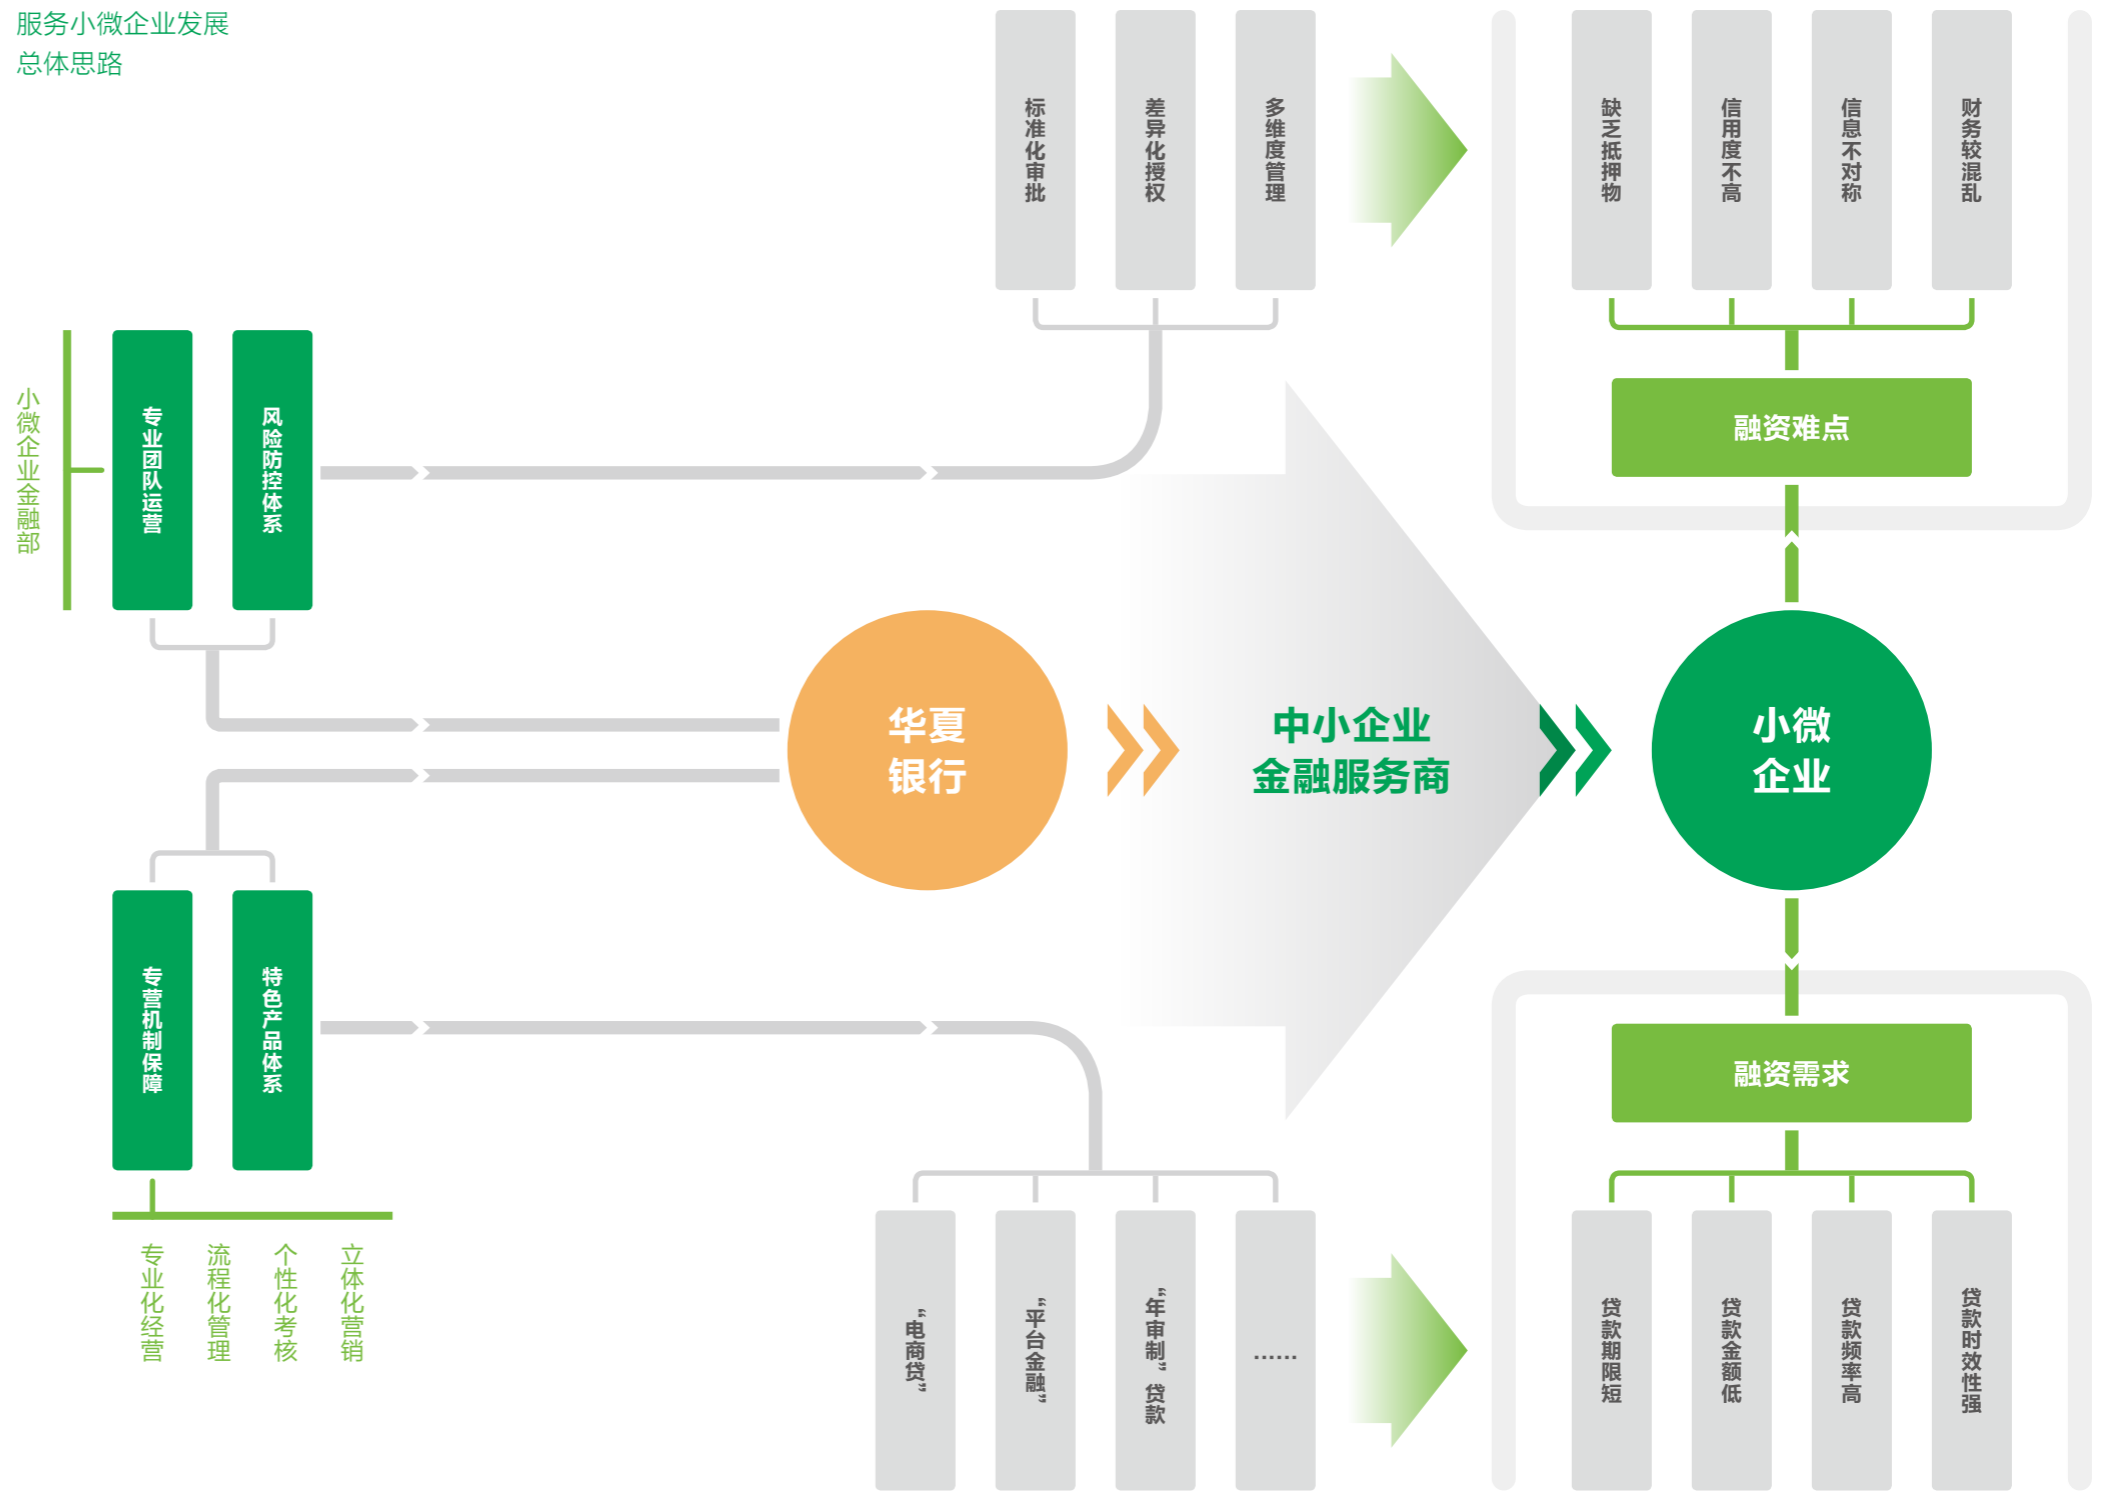 服务小微企业发展
总体思路
标准化审批
差异化授权
多维度管理
缺乏抵押物
信用度不高
信息不对称
财务较混乱
小微企业金融部
专业团队运营
风险防控体系
融资难点
华夏
银行
中小企业
金融服务商
小微
企业
专营机制保障
特色产品体系
融资需求
专业化经营
流程化管理
个性化考核
立体化营销
“电商贷”
“平台金融”
“年审制”贷款
……
贷款期限短
贷款金额低
贷款频率高
贷款时效性强